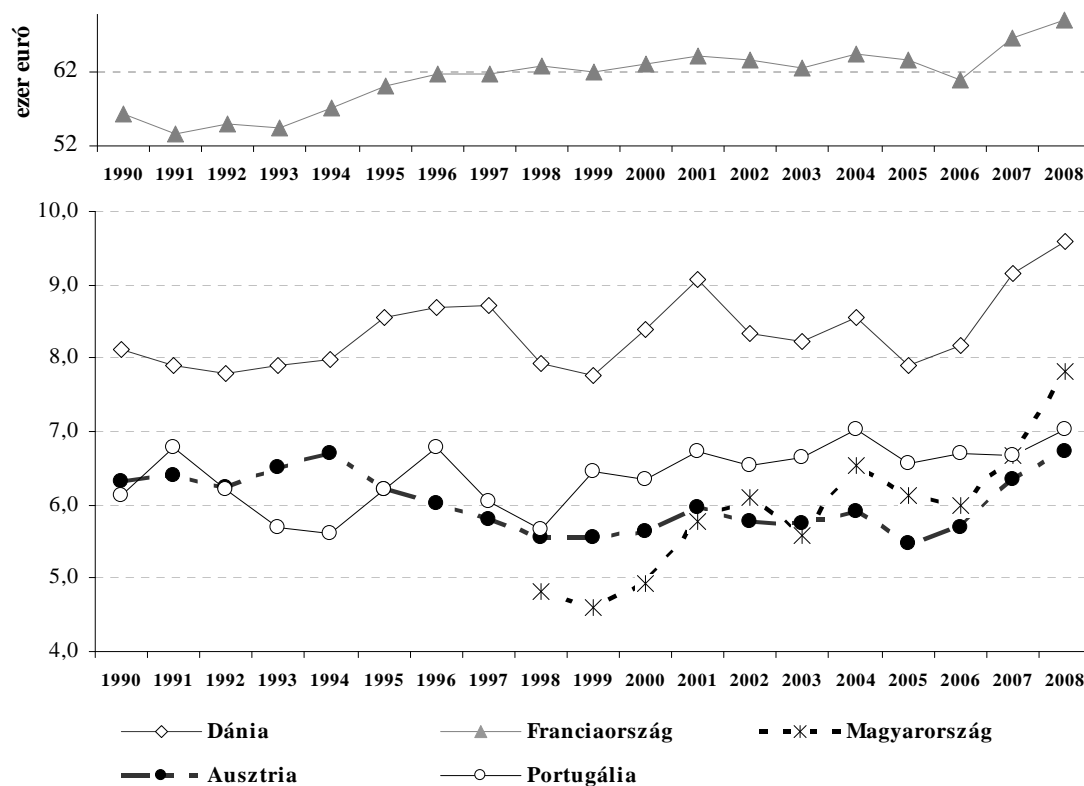 ezer euró
62
52
1990 1991 1992 1993 1994 1995 1996 1997 1998 1999 2000 2001 2002 2003 2004 2005 2006 2007 2008
10,0
9,0
8,0
7,0
6,0
5,0
4,0
1990 1991 1992 1993 1994 1995 1996 1997 1998 1999 2000 2001 2002 2003 2004 2005 2006 2007 2008
Dánia Franciaország Magyarország
Ausztria Portugália